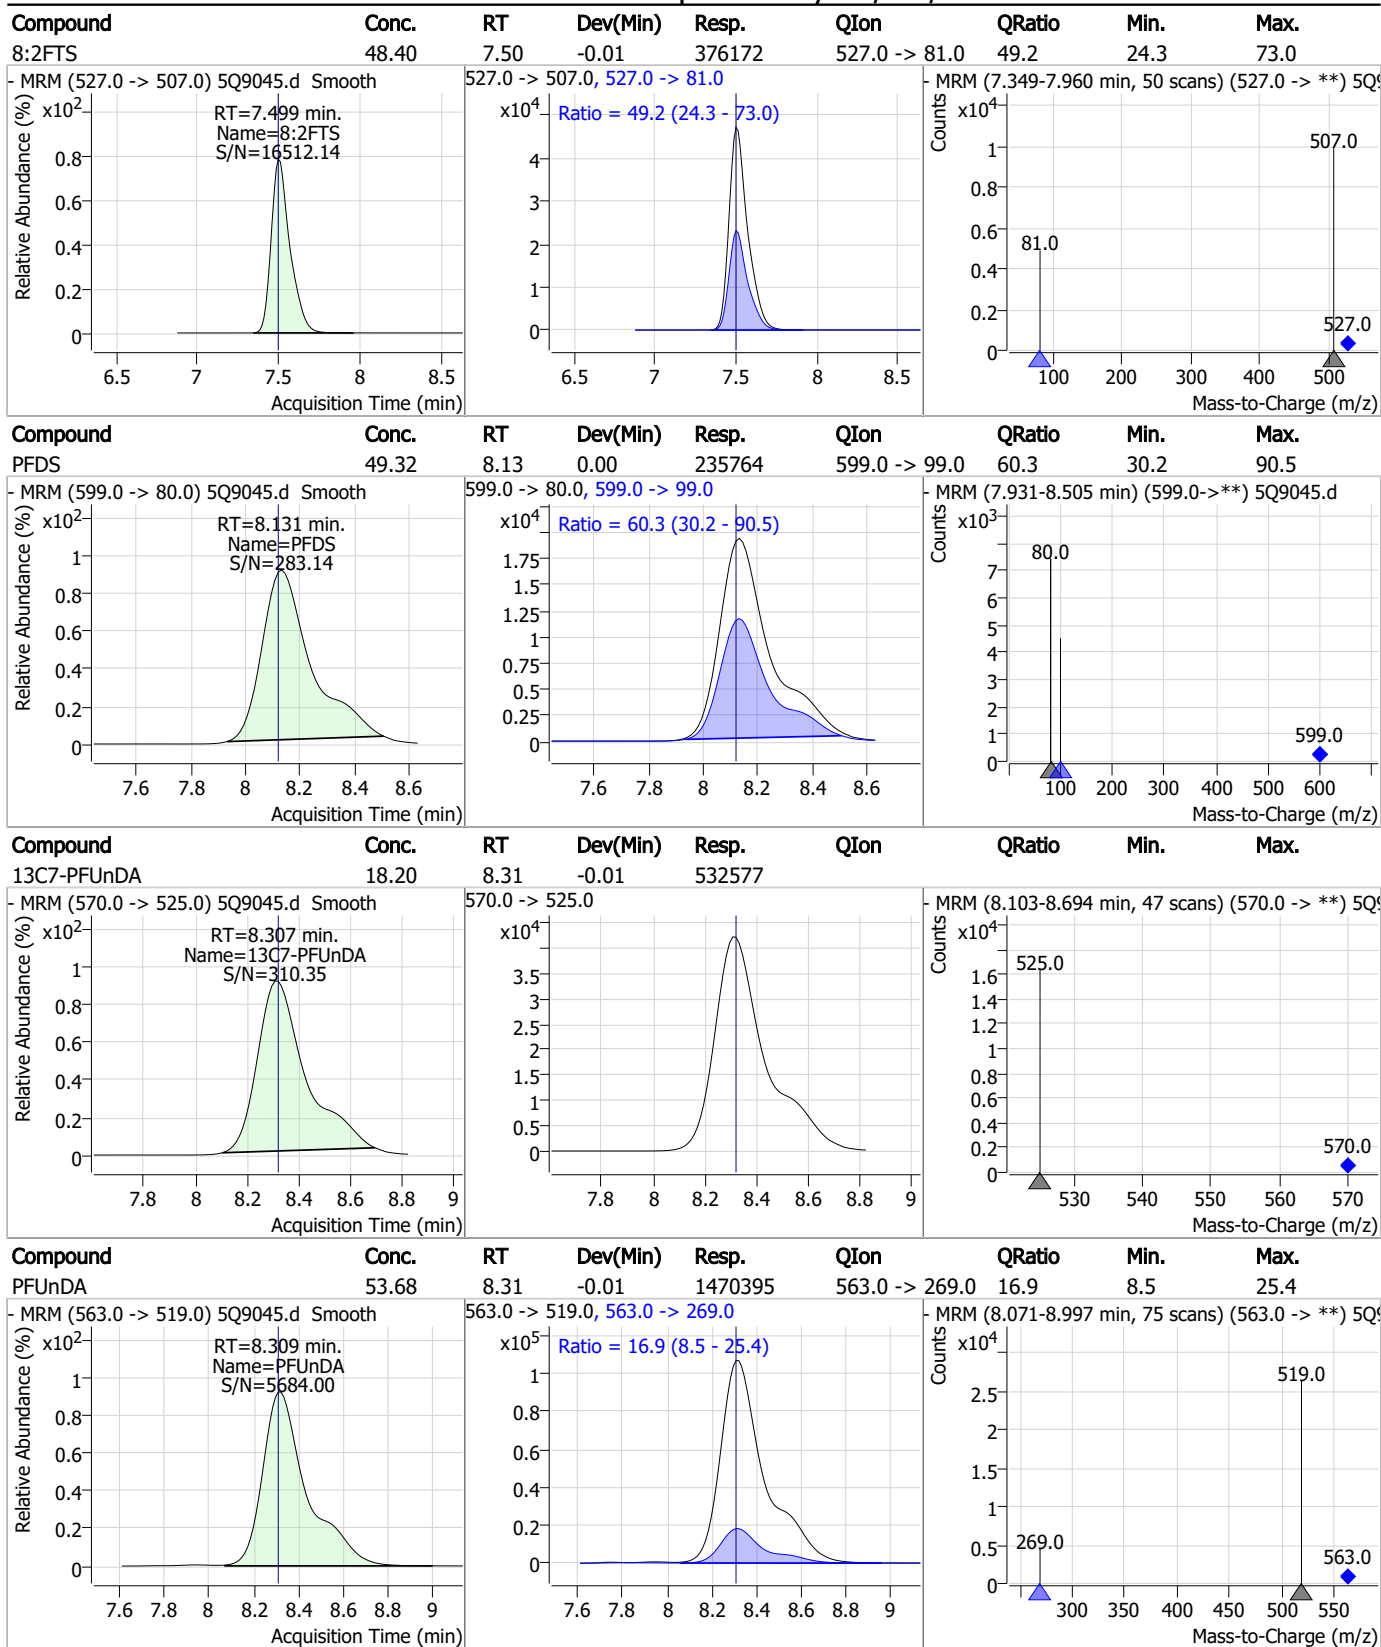 Compound Conc. RT Dev(Min) Resp. QIon QRatio Min. Max.
8:2FTS 48.40 7.50 -0.01 376172 527.0 -> 81.0 49.2 24.3 73.0
- MRM (527.0 -> 507.0) 5Q9045.d Smooth
Relative Abundance (%)
x10²
RT=7.499 min.
Name=8:2FTS
S/N=16512.14
0.8
0.6
0.4
0.2
0
6.5 7 7.5 8 8.5
Acquisition Time (min)
527.0 -> 507.0, 527.0 -> 81.0
x10⁴
Ratio = 49.2 (24.3 - 73.0)
4
3
2
1
0
6.5 7 7.5 8 8.5
- MRM (7.349-7.960 min, 50 scans) (527.0 -> **) 5Q9
Counts
x10⁴
507.0
81.0
527.0
1
0.8
0.6
0.4
0.2
0
100 200 300 400 500
Mass-to-Charge (m/z)
Compound Conc. RT Dev(Min) Resp. QIon QRatio Min. Max.
PFDS 49.32 8.13 0.00 235764 599.0 -> 99.0 60.3 30.2 90.5
- MRM (599.0 -> 80.0) 5Q9045.d Smooth
Relative Abundance (%)
x10²
RT=8.131 min.
Name=PFDS
S/N=283.14
1
0.8
0.6
0.4
0.2
0
7.6 7.8 8 8.2 8.4 8.6
Acquisition Time (min)
599.0 -> 80.0, 599.0 -> 99.0
x10⁴
Ratio = 60.3 (30.2 - 90.5)
1.75
1.5
1.25
1
0.75
0.5
0.25
0
7.6 7.8 8 8.2 8.4 8.6
- MRM (7.931-8.505 min) (599.0->**) 5Q9045.d
Counts
x10³
80.0
599.0
7
6
5
4
3
2
1
0
100 200 300 400 500 600
Mass-to-Charge (m/z)
Compound Conc. RT Dev(Min) Resp. QIon QRatio Min. Max.
13C7-PFUnDA 18.20 8.31 -0.01 532577
- MRM (570.0 -> 525.0) 5Q9045.d Smooth
Relative Abundance (%)
x10²
RT=8.307 min.
Name=13C7-PFUnDA
S/N=310.35
1
0.8
0.6
0.4
0.2
0
7.8 8 8.2 8.4 8.6 8.8 9
Acquisition Time (min)
570.0 -> 525.0
x10⁴
3.5
3
2.5
2
1.5
1
0.5
0
7.8 8 8.2 8.4 8.6 8.8 9
- MRM (8.103-8.694 min, 47 scans) (570.0 -> **) 5Q9
Counts
x10⁴
525.0
570.0
1.6
1.4
1.2
1
0.8
0.6
0.4
0.2
0
530 540 550 560 570
Mass-to-Charge (m/z)
Compound Conc. RT Dev(Min) Resp. QIon QRatio Min. Max.
PFUnDA 53.68 8.31 -0.01 1470395 563.0 -> 269.0 16.9 8.5 25.4
- MRM (563.0 -> 519.0) 5Q9045.d Smooth
Relative Abundance (%)
x10²
RT=8.309 min.
Name=PFUnDA
S/N=5684.00
1
0.8
0.6
0.4
0.2
0
7.6 7.8 8 8.2 8.4 8.6 8.8 9
Acquisition Time (min)
563.0 -> 519.0, 563.0 -> 269.0
x10⁵
Ratio = 16.9 (8.5 - 25.4)
1
0.8
0.6
0.4
0.2
0
7.6 7.8 8 8.2 8.4 8.6 8.8 9
- MRM (8.071-8.997 min, 75 scans) (563.0 -> **) 5Q9
Counts
x10⁴
519.0
269.0
563.0
2.5
2
1.5
1
0.5
0
300 350 400 450 500 550
Mass-to-Charge (m/z)